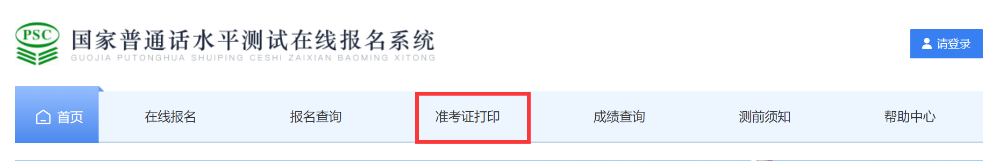 PSC
国家普通话水平测试在线报名系统
GUOJIA PUTONGHUA SHUIPING CESHI ZAIXIAN BAOMING XITONG
请登录
首页 在线报名 报名查询 准考证打印 成绩查询 测前须知 帮助中心